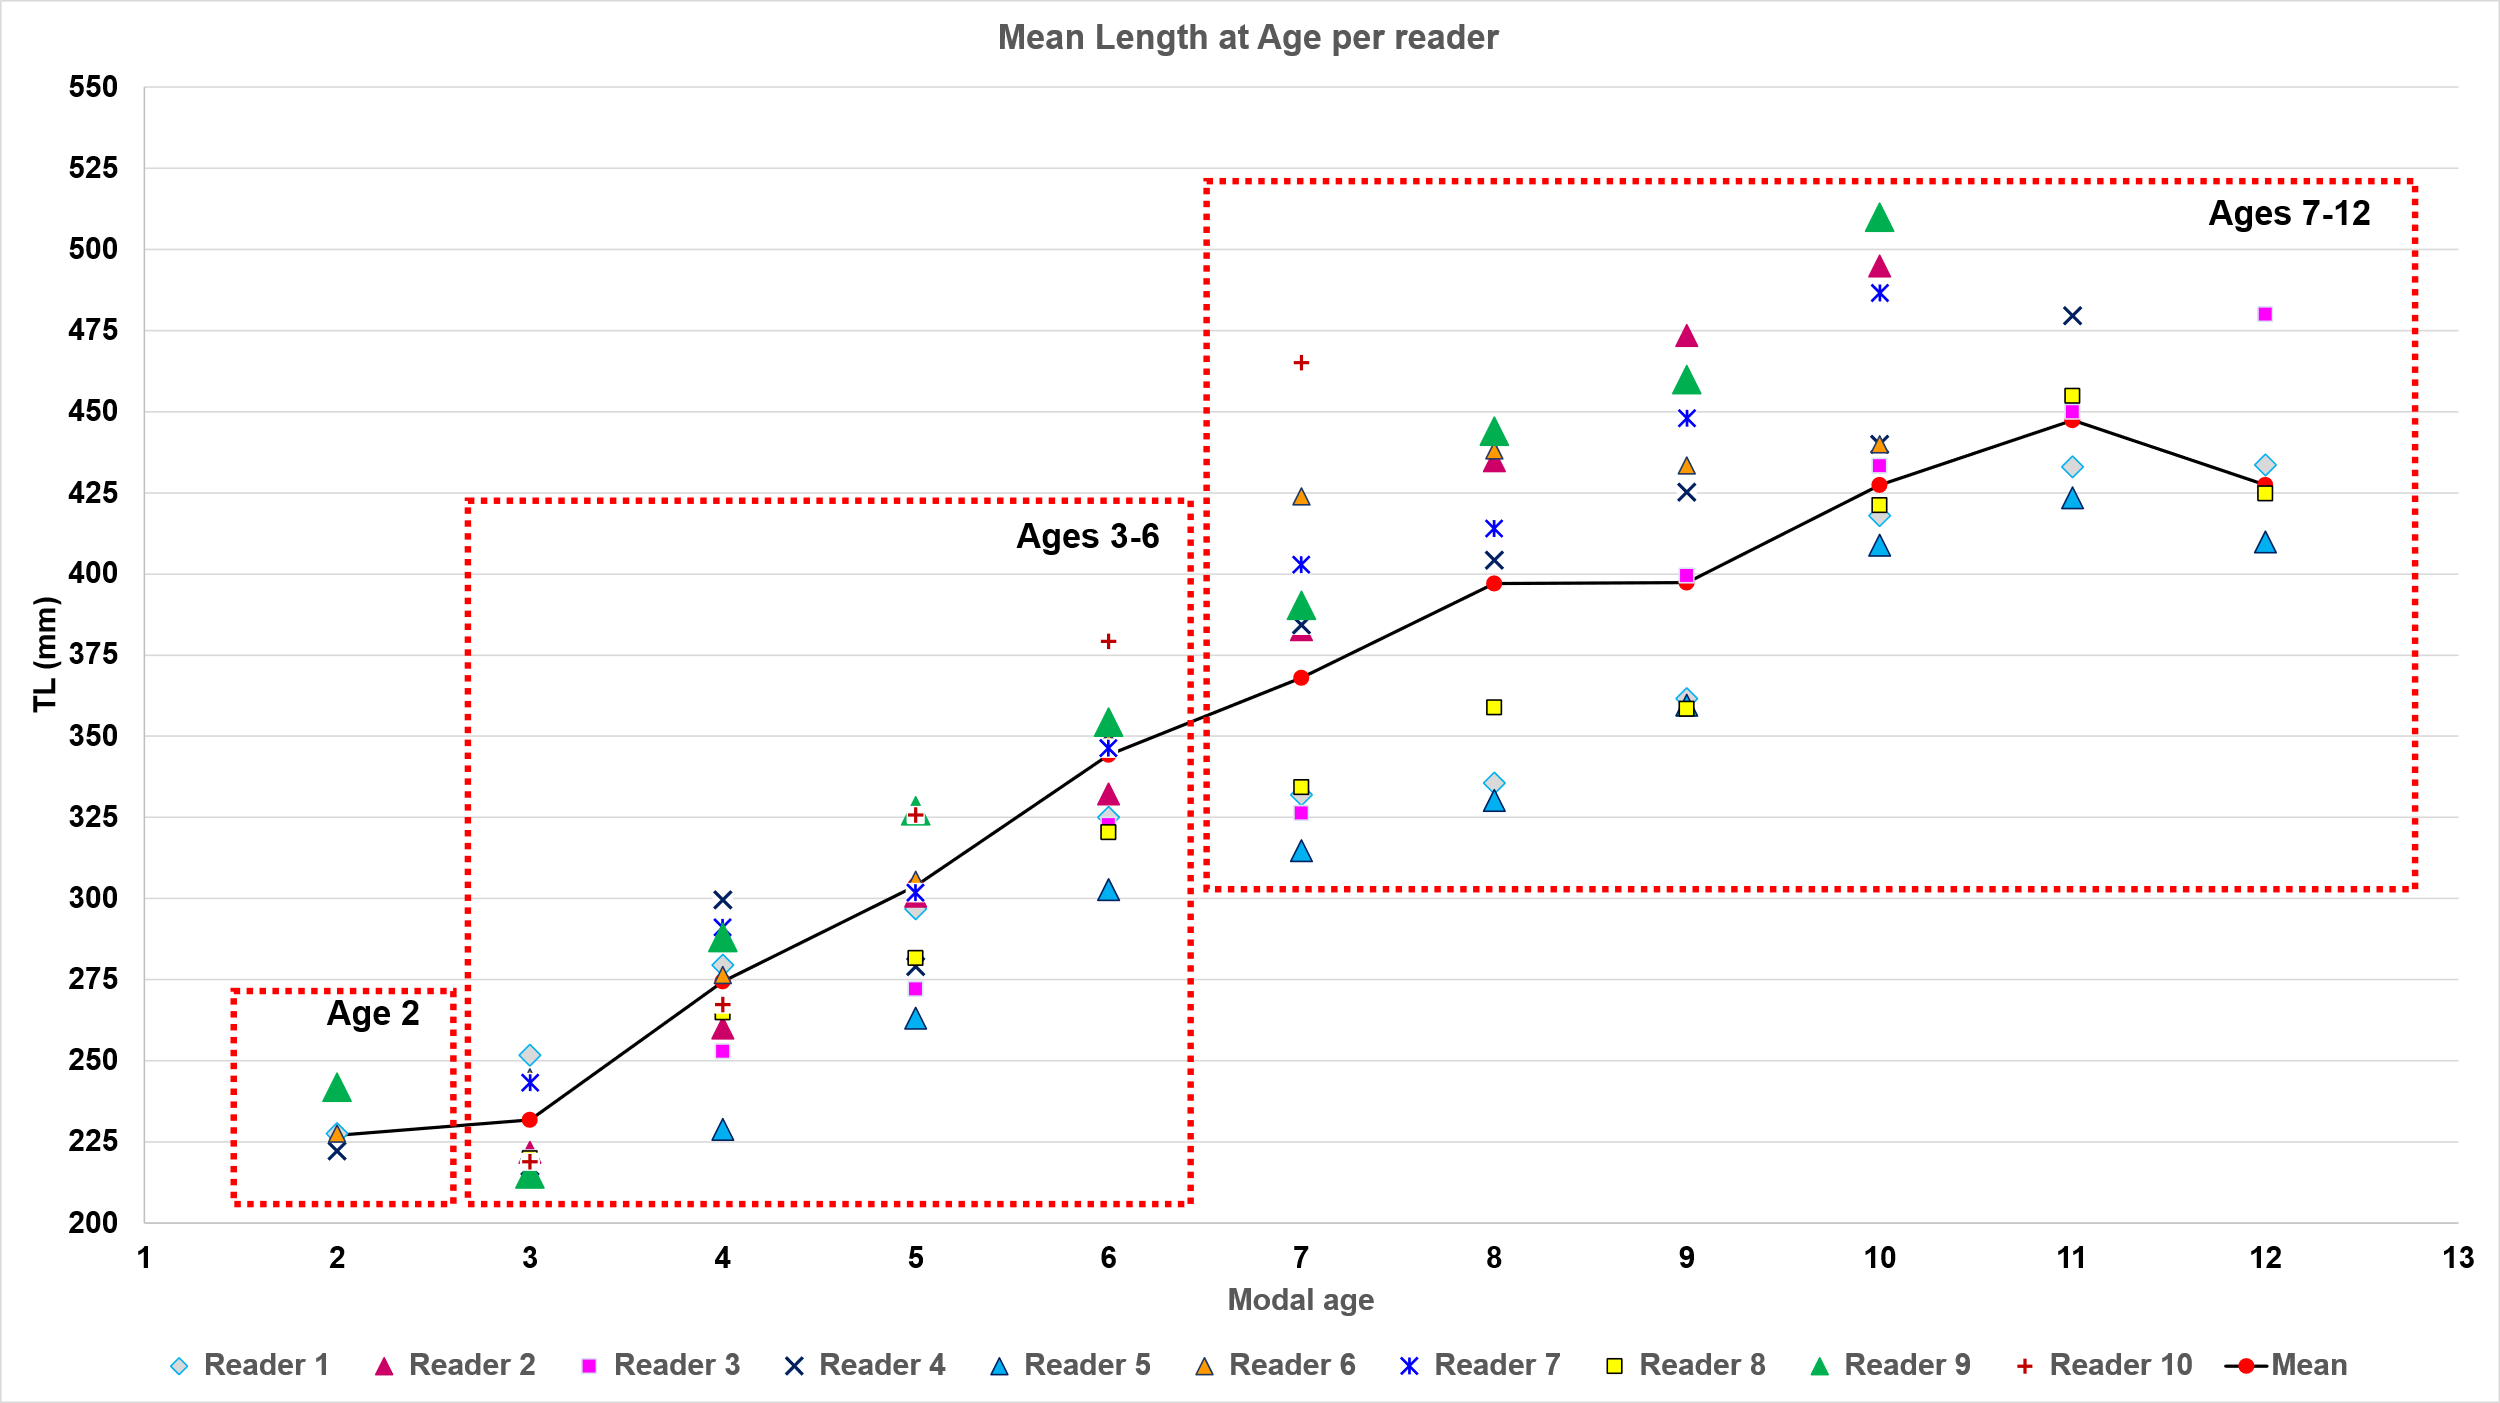 Mean Length at Age per reader
550
525
500
475
450
425
400
375
350
325
300
275
250
225
200
TL (mm)
Ages 7-12
Ages 3-6
Age 2
1 2 3 4 5 6 7 8 9 10 11 12 13
Modal age
Reader 1 Reader 2 Reader 3 Reader 4 Reader 5 Reader 6 Reader 7 Reader 8 Reader 9 Reader 10 Mean